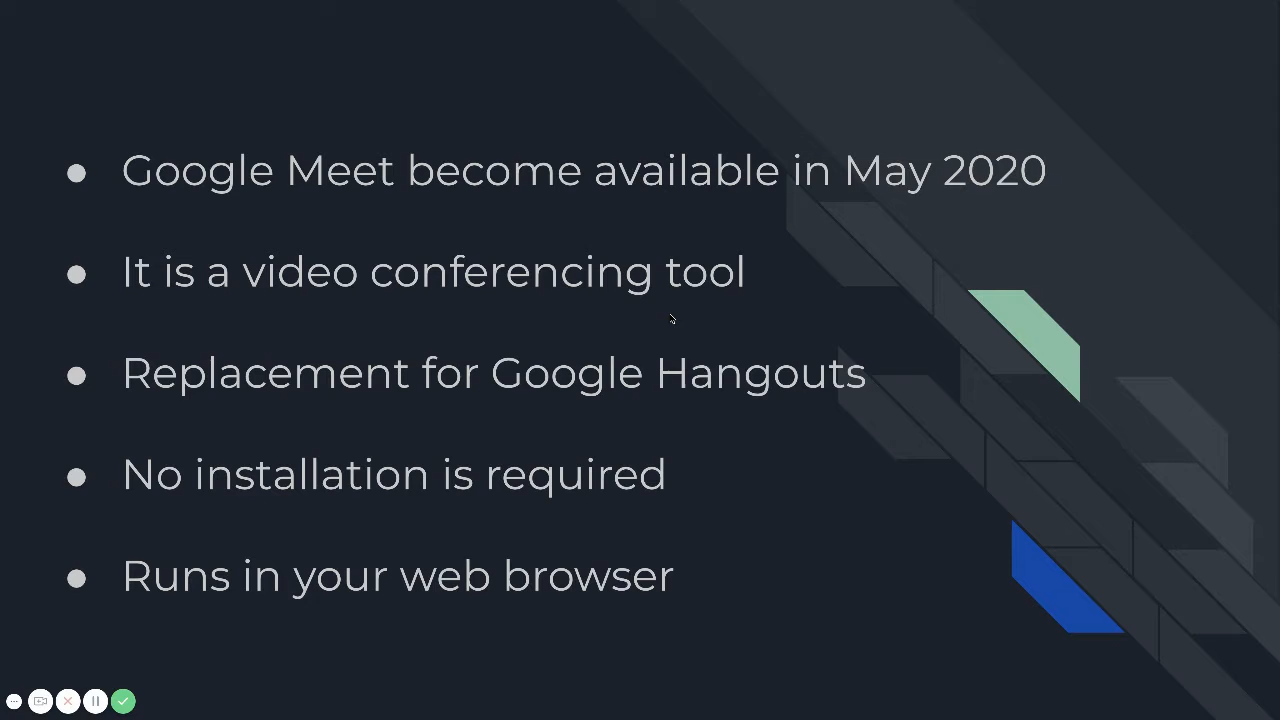 ● Google Meet become available in May 2020
● It is a video conferencing tool
● Replacement for Google Hangouts
● No installation is required
● Runs in your web browser